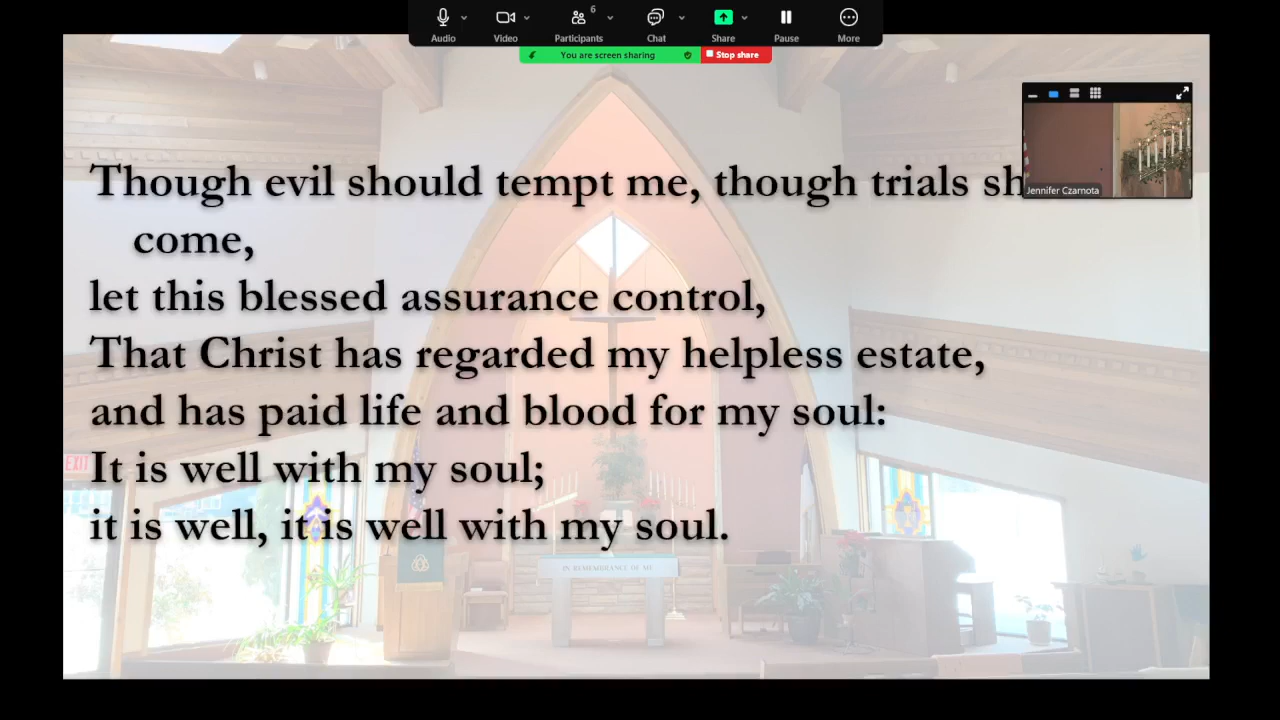 6
Audio
Video
Participants
Chat
Share
Pause
More
You are screen sharing
Stop share
Jennifer Czarnota
Though evil should tempt me, though trials sh
come,
let this blessed assurance control,
That Christ has regarded my helpless estate,
and has paid life and blood for my soul:
It is well with my soul;
it is well, it is well with my soul.
EXIT
IN REMEMBRANCE OF ME